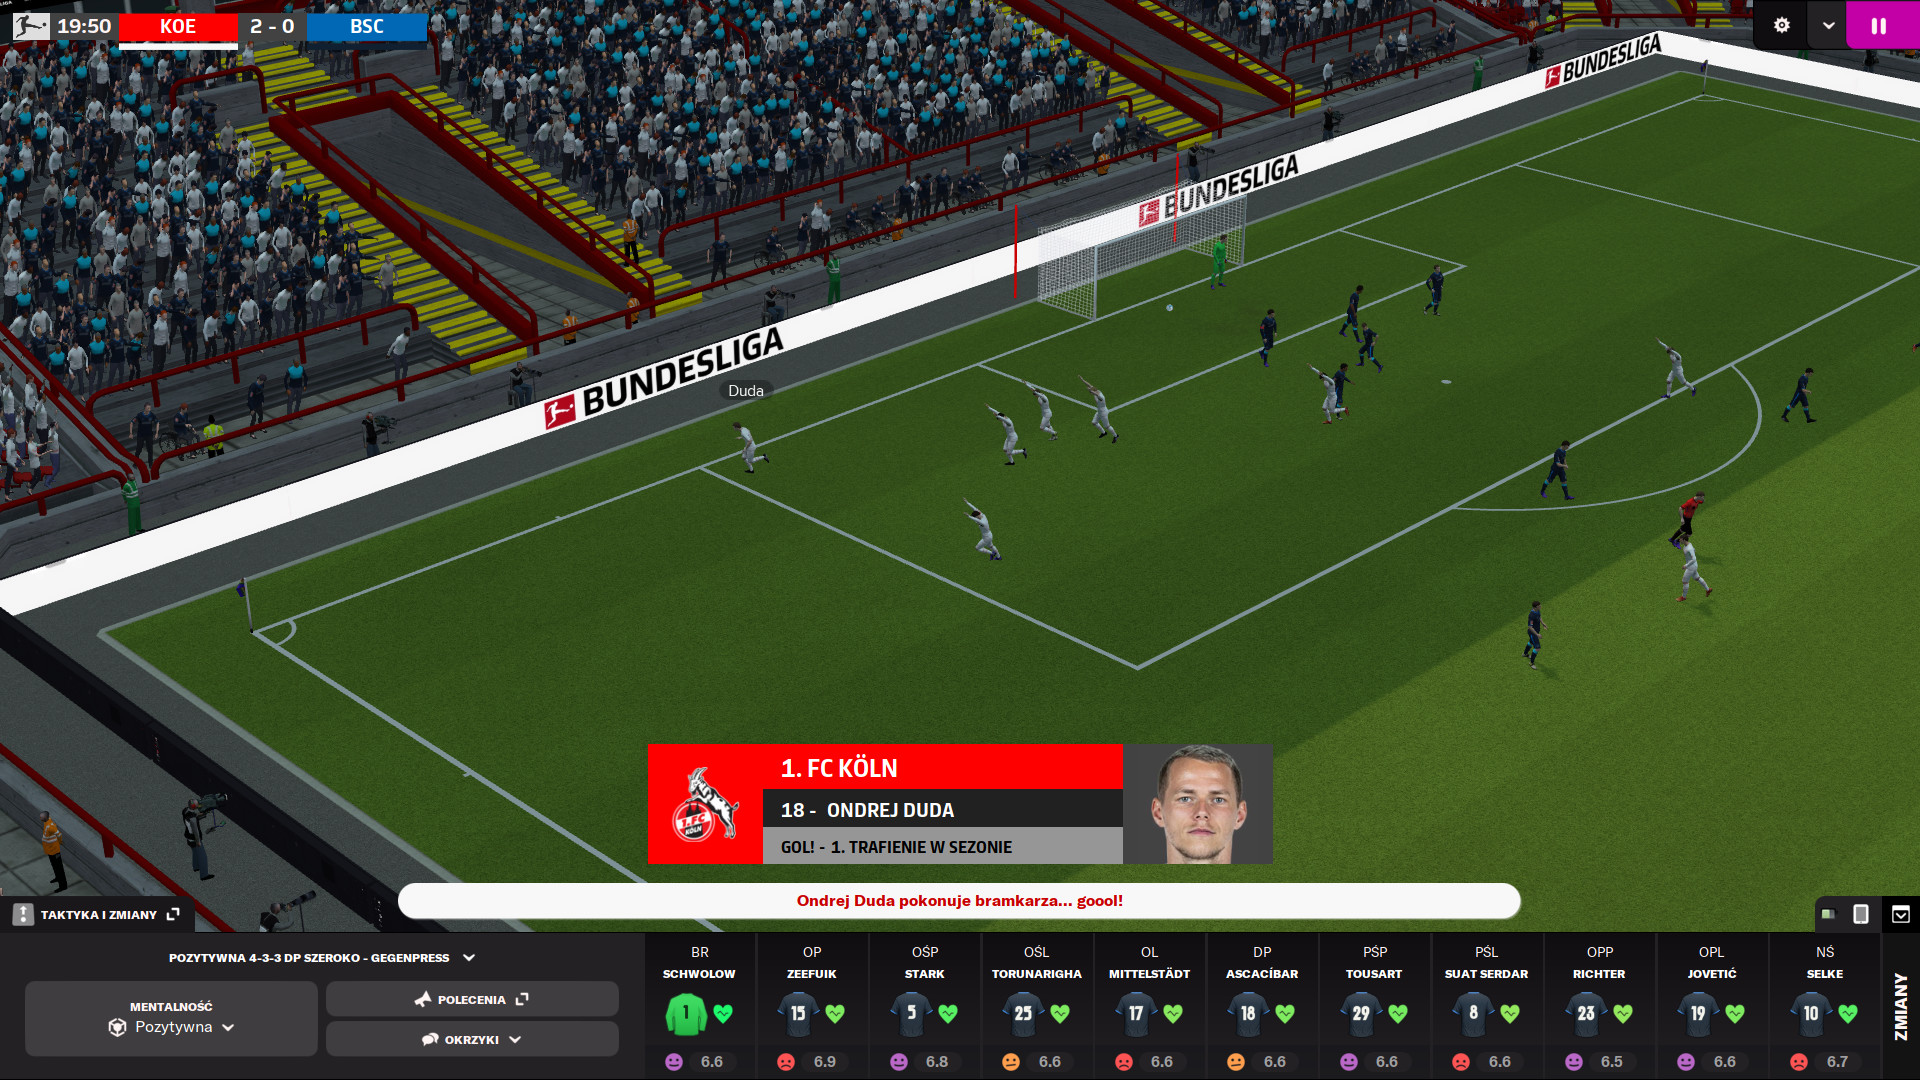 19:50 KOE 2 - 0 BSC
BUNDESLIGA
BUNDESLIGA
BUNDESLIGA
Duda
1. FC KÖLN
1.FC KÖLN
18 - ONDREJ DUDA
GOL! - 1. TRAFIENIE W SEZONIE
Ondrej Duda pokonuje bramkarza... goool!
TAKTYKA I ZMIANY
POZYTYWNA 4-3-3 DP SZEROKO - GEGENPRESS
MENTALNOŚĆ
Pozytywna
POLECENIA
OKRZYKI
BR OP OŚP OŚL OL DP PŚP PŚL OPP OPL NŚ
SCHWOLOW ZEEFUIK STARK TORUNARIGHA MITTELSTÄDT ASCACÍBAR TOUSART SUAT SERDAR RICHTER JOVETIĆ SELKE
1 15 5 25 17 18 29 8 23 19 10
6.6 6.9 6.8 6.6 6.6 6.6 6.6 6.6 6.5 6.6 6.7
ZMIANY